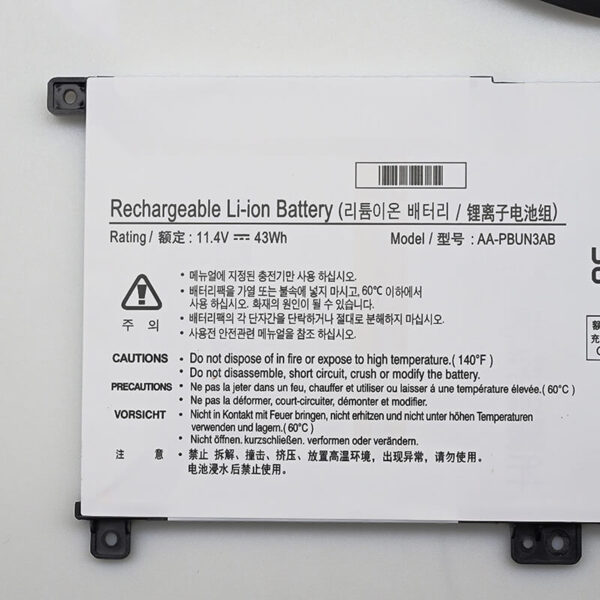 Rechargeable Li-ion Battery (리튬이온 배터리 / 锂离子电池组)
Rating / 额定 : 11.4V ⎓ 43Wh Model / 型号 : AA-PBUN3AB
주 의
• 메뉴얼에 지정된 충전기만 사용 하십시오.
• 배터리팩을 가열 또는 불속에 넣지 마시고, 60℃ 이하에서
사용 하십시오. 화재의 원인이 될 수 있습니다.
• 배터리팩의 각 단자간을 단락하거나 절대로 분해하지 마십시오.
• 사용전 안전관련 메뉴얼을 참조 하십시오.
CAUTIONS • Do not dispose of in fire or expose to high temperature.( 140°F )
• Do not disassemble, short circuit, crush or modify the battery.
PRECAUTIONS • Ne pas la jeter dans un feu, chauffer et utiliser ou laisser á une température élevée.( 60°C )
• Ne pas la déformer, court-circuiter, démonter et modifier.
VORSICHT • Nicht in Kontakt mit Feuer bringen, nicht erhitzen und nicht unter höhen Temperaturen
verwenden und lagern.( 60°C )
• Nicht öffnen. kurzschließen. verformen oder verändern.
注 意 • 禁止 拆解、撞击、挤压、放置高温环境，出现异常，请勿使用。
电池浸水后禁止使用。
额
充